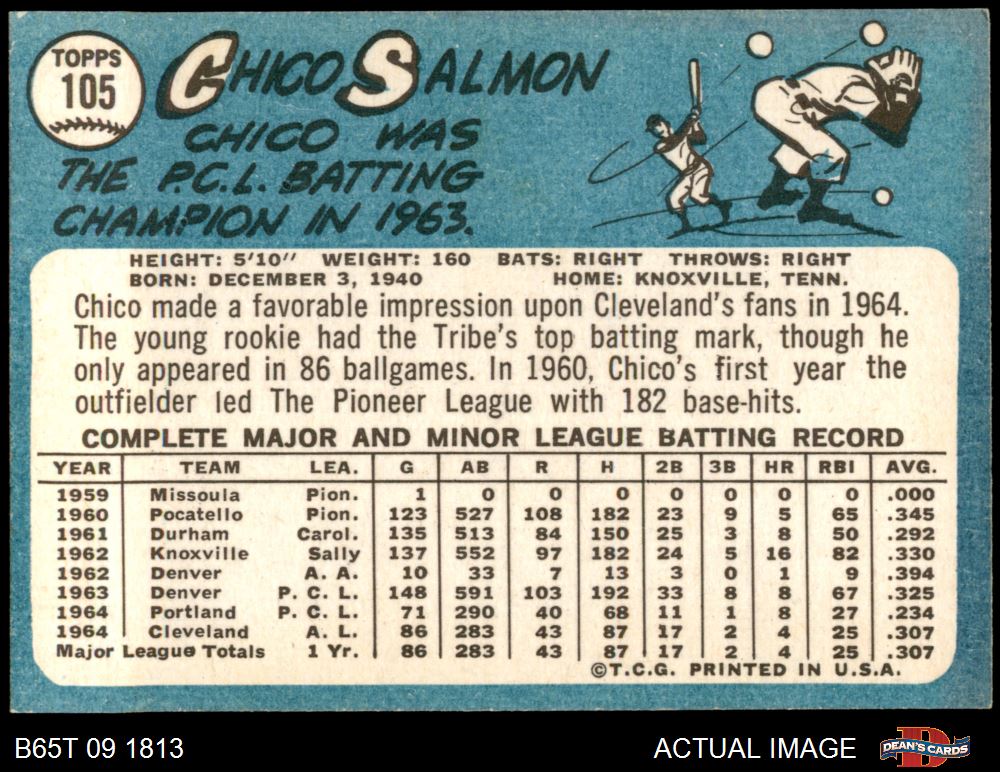 TOPPS
105
CHICO SALMON
CHICO WAS
THE P.C.L. BATTING
CHAMPION IN 1963.
HEIGHT: 5'10" WEIGHT: 160 BATS: RIGHT THROWS: RIGHT
BORN: DECEMBER 3, 1940 HOME: KNOXVILLE, TENN.
Chico made a favorable impression upon Cleveland's fans in 1964.
The young rookie had the Tribe's top batting mark, though he
only appeared in 86 ballgames. In 1960, Chico's first year the
outfielder led The Pioneer League with 182 base-hits.
COMPLETE MAJOR AND MINOR LEAGUE BATTING RECORD
YEAR TEAM LEA. G AB R H 2B 3B HR RBI AVG.
1959 Missoula Pion. 1 0 0 0 0 0 0 0 .000
1960 Pocatello Pion. 123 527 108 182 23 9 5 65 .345
1961 Durham Carol. 135 513 84 150 25 3 8 50 .292
1962 Knoxville Sally 137 552 97 182 24 5 16 82 .330
1962 Denver A. A. 10 33 7 13 3 0 1 9 .394
1963 Denver P. C. L. 148 591 103 192 33 8 8 67 .325
1964 Portland P. C. L. 71 290 40 68 11 1 8 27 .234
1964 Cleveland A. L. 86 283 43 87 17 2 4 25 .307
Major League Totals 1 Yr. 86 283 43 87 17 2 4 25 .307
©T.C.G. PRINTED IN U.S.A.
B65T 09 1813 ACTUAL IMAGE DEAN'S CARDS